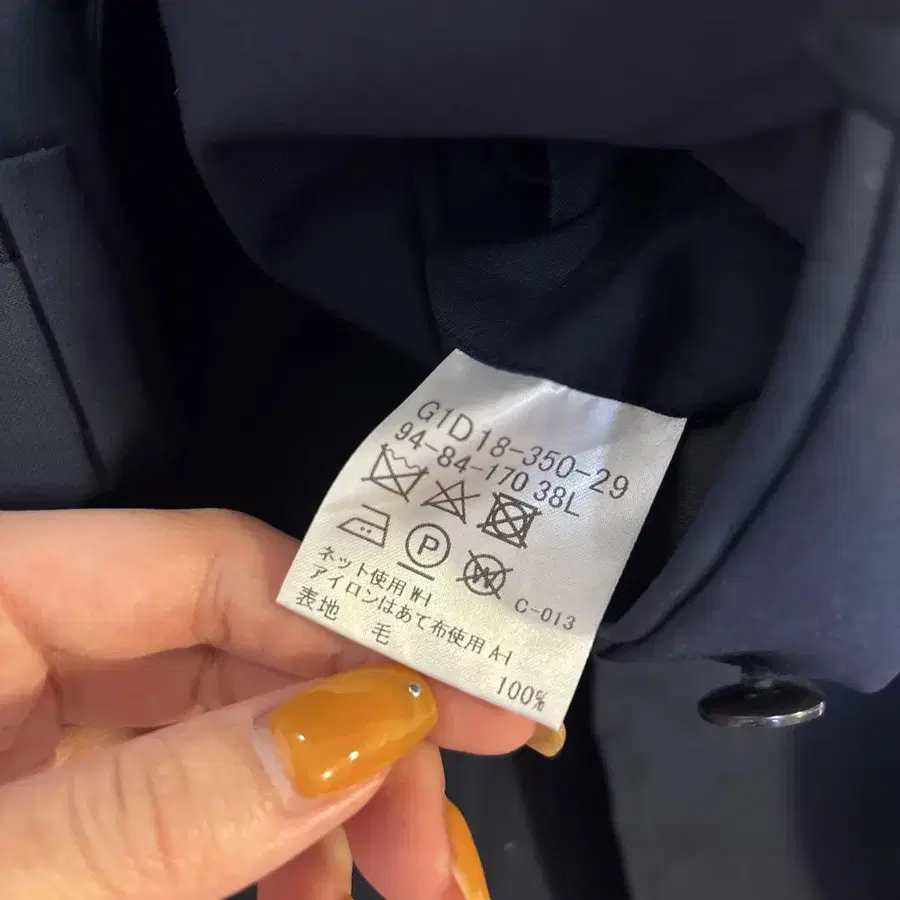 G1D18-350-29
94-84-170 38L
P
W
ネット使用 W-1
アイロンはあて布使用 A-1
C-013
表地 毛 100%